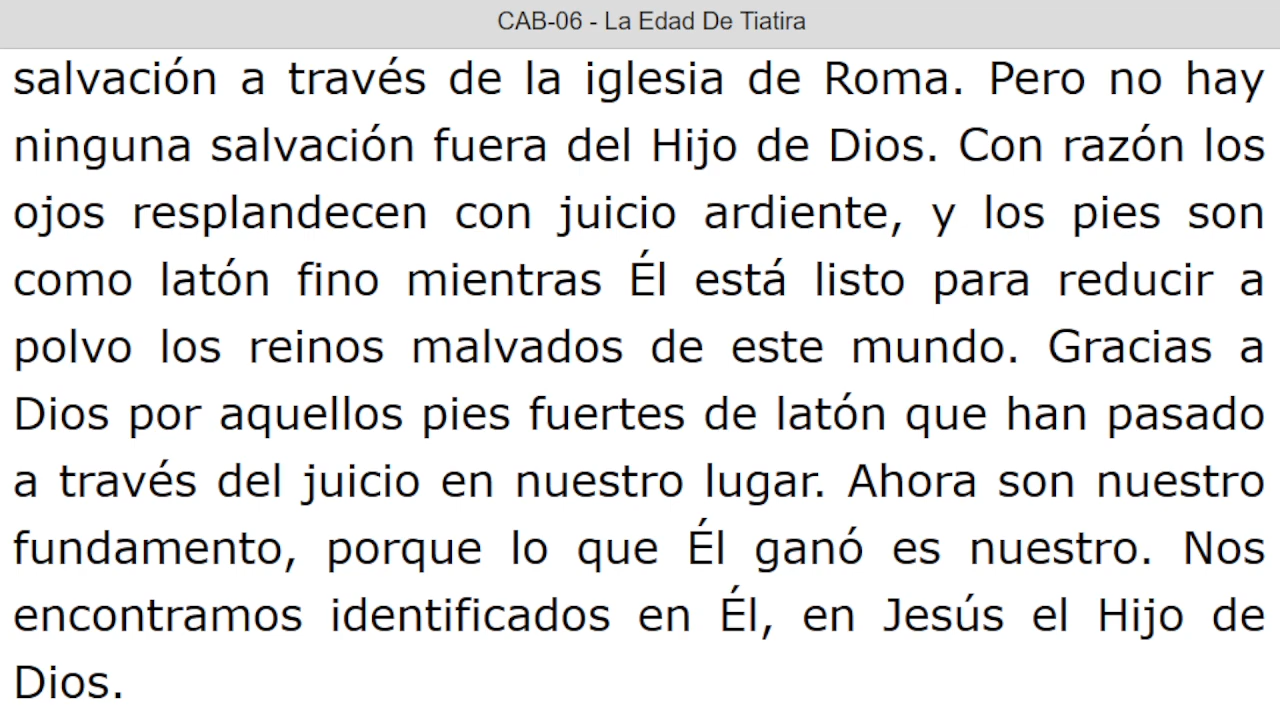 CAB-06 - La Edad De Tiatira
salvación a través de la iglesia de Roma. Pero no hay
ninguna salvación fuera del Hijo de Dios. Con razón los
ojos resplandecen con juicio ardiente, y los pies son
como latón fino mientras Él está listo para reducir a
polvo los reinos malvados de este mundo. Gracias a
Dios por aquellos pies fuertes de latón que han pasado
a través del juicio en nuestro lugar. Ahora son nuestro
fundamento, porque lo que Él ganó es nuestro. Nos
encontramos identificados en Él, en Jesús el Hijo de
Dios.